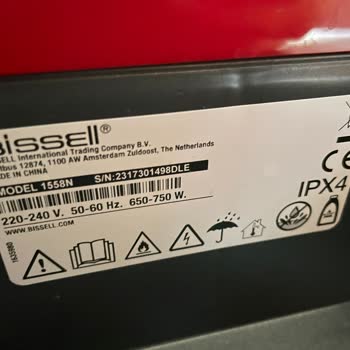 BISSELL®
SELL International Trading Company B.V.
tbus 12874, 1100 AW Amsterdam Zuidoost, The Netherlands
DE IN CHINA
MODEL 1558N S/N:2317301498DLE
220-240 V. 50-60 Hz. 650-750 W.
WWW.BISSELL.COM
CE
IPX4